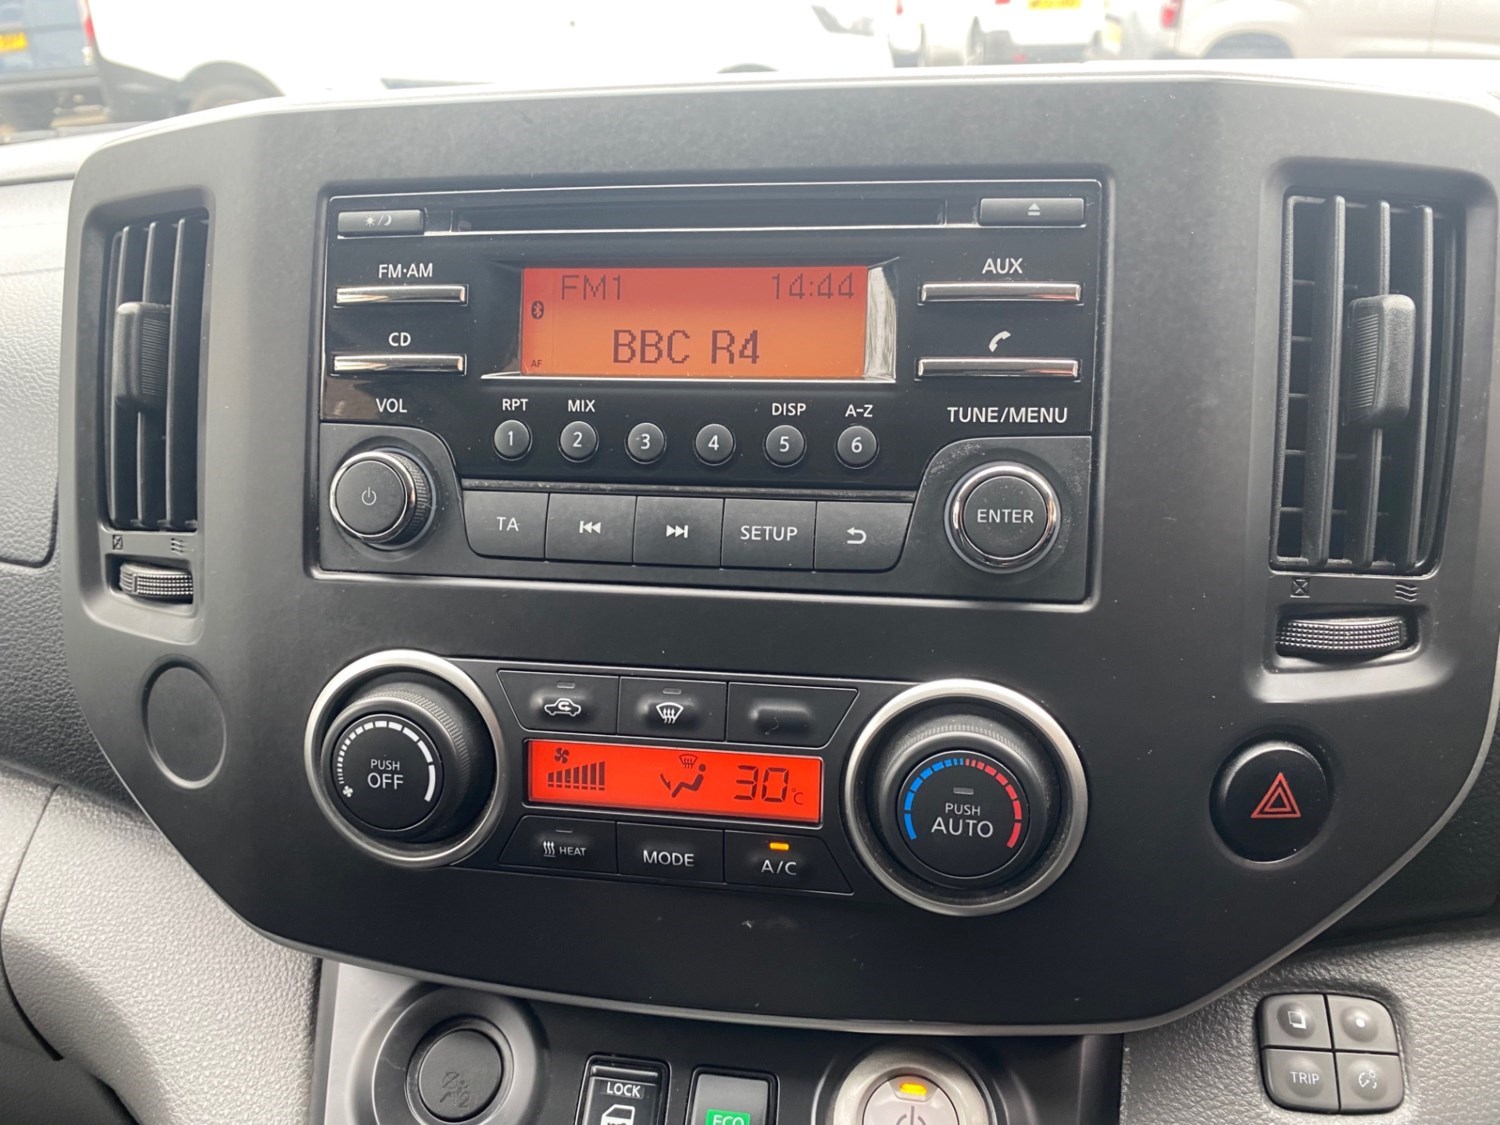 FM·AM
AUX
FM1 14:44
CD
BBC R4
AF
VOL
RPT MIX DISP A-Z
TUNE/MENU
1 2 3 4 5 6
TA
SETUP
ENTER
PUSH
OFF
30°C
PUSH
AUTO
HEAT
MODE
A/C
LOCK
ECO
TRIP